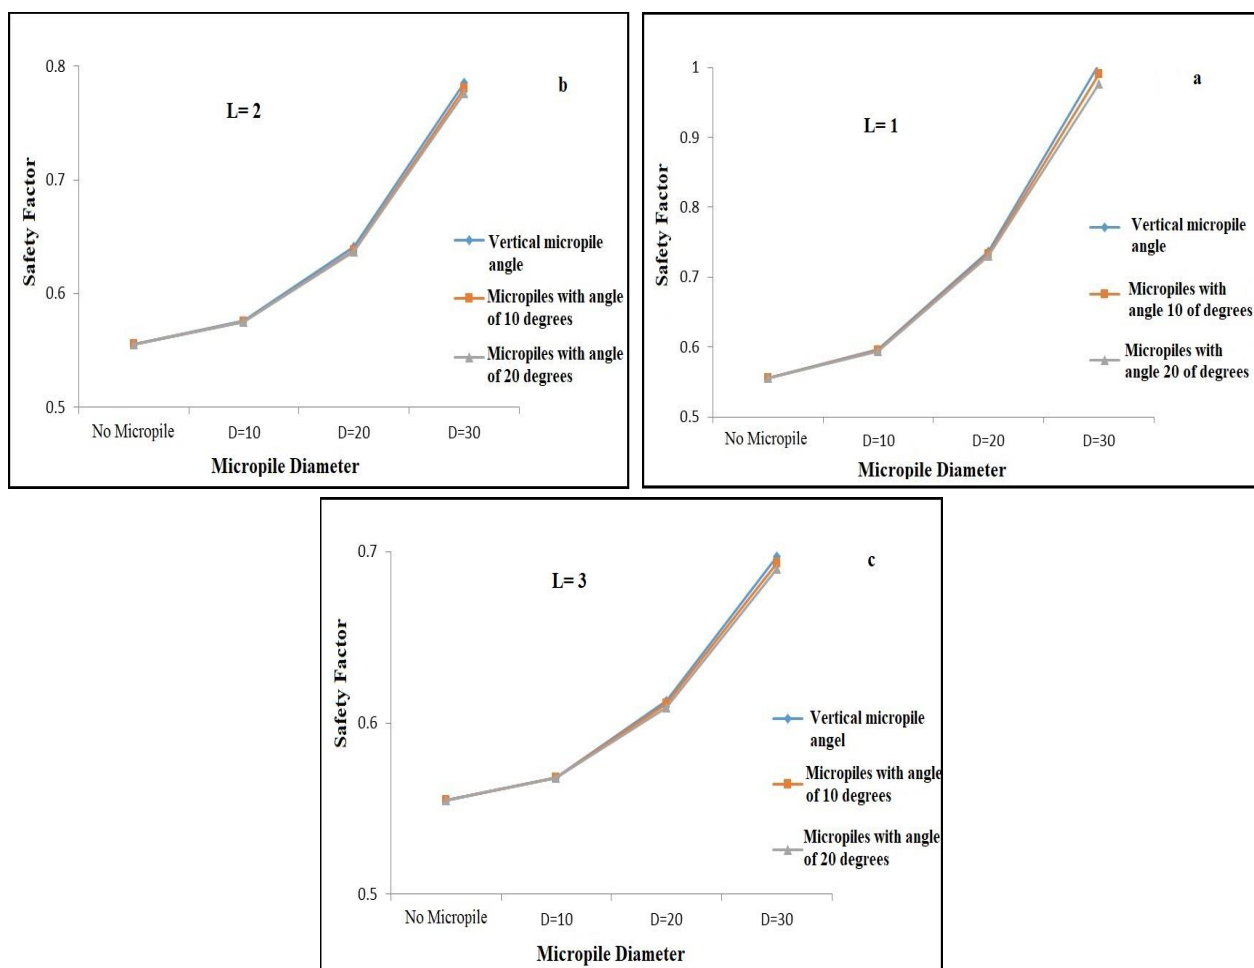 0.8
b
L= 2
0.7
Safety Factor
Vertical micropile
angle
0.6
Micropiles with angle
of 10 degrees
Micropiles with angle
of 20 degrees
0.5
No Micropile D=10 D=20 D=30
Micropile Diameter
1
a
L= 1
0.9
0.8
Safety Factor
Vertical micropile
angle
0.7
Micropiles with
angle 10 of degrees
0.6
Micropiles with
angle 20 of degrees
0.5
No Micropile D=10 D=20 D=30
Micropile Diameter
0.7
c
L= 3
Safety Factor
0.6
Vertical micropile
angel
Micropiles with angle
of 10 degrees
Micropiles with angle
of 20 degrees
0.5
No Micropile D=10 D=20 D=30
Micropile Diameter